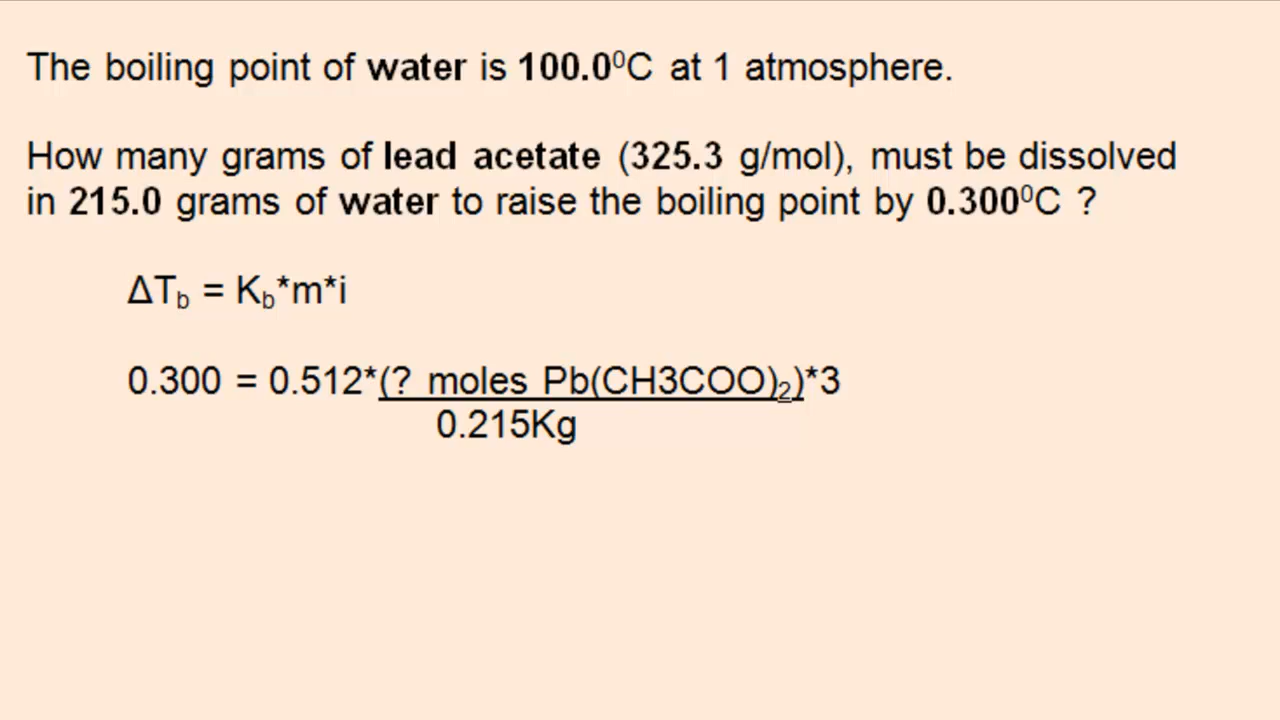 The boiling point of water is 100.0⁰C at 1 atmosphere.
How many grams of lead acetate (325.3 g/mol), must be dissolved
in 215.0 grams of water to raise the boiling point by 0.300⁰C ?
ΔT_b = K_b*m*i
0.300 = 0.512*(? moles Pb(CH3COO)₂)*3
0.215Kg